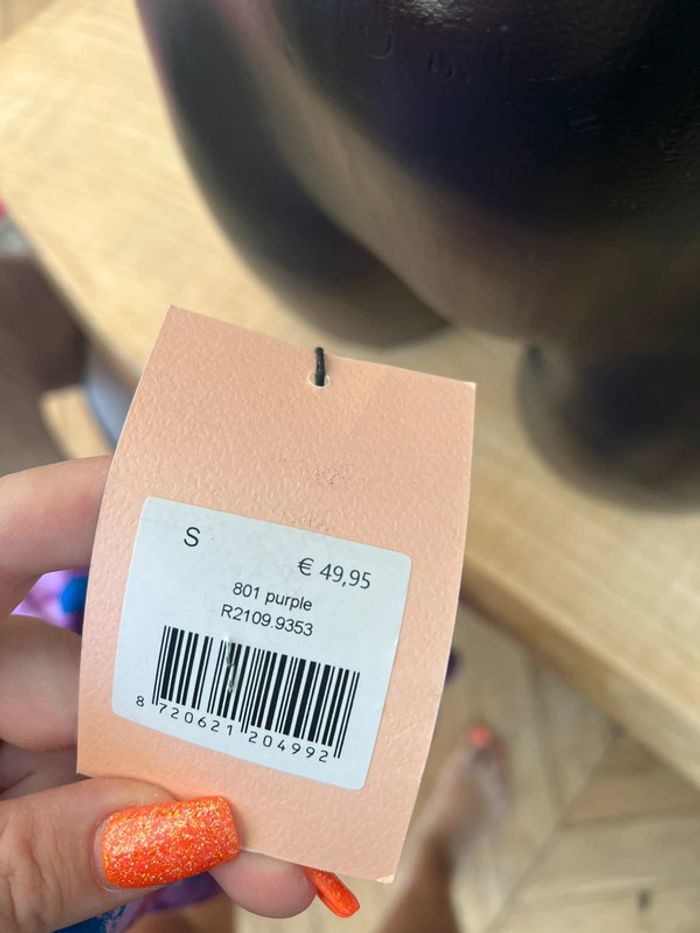 S
€ 49,95
801 purple
R2109.9353
8 720621 204992